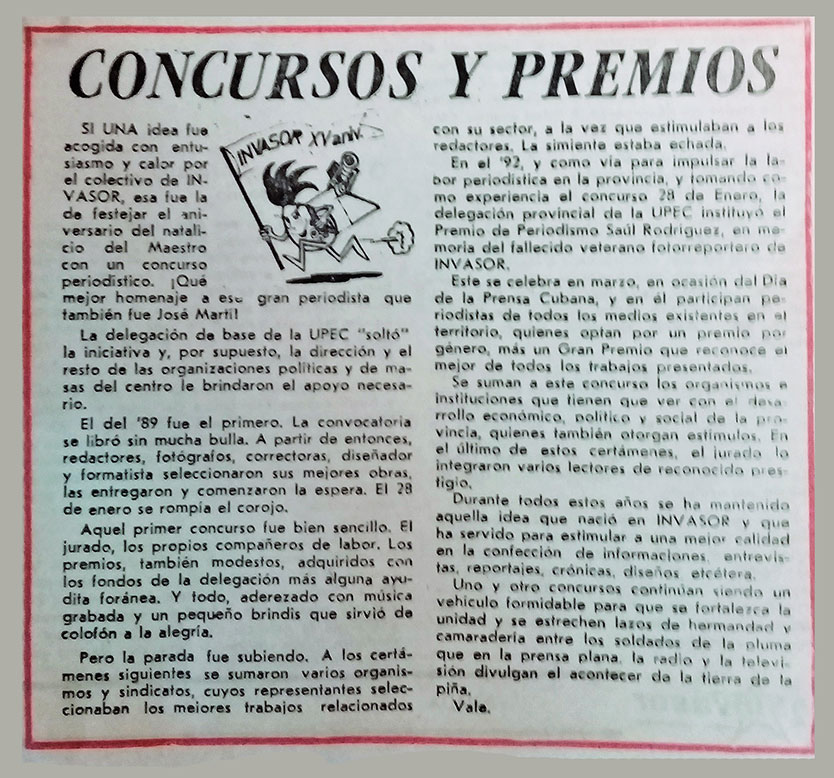 CONCURSOS Y PREMIOS
SI UNA idea fue
acogida con entu-
siasmo y calor por
el colectivo de IN-
VASOR, esa fue la
de festejar el ani-
versario del natali-
cio del Maestro
con un concurso
periodístico. ¡Qué
mejor homenaje a ese gran periodista que
también fue José Martí!
INVASOR XV aniv.
La delegación de base de la UPEC "soltó"
la iniciativa y, por supuesto, la dirección y el
resto de las organizaciones políticas y de ma-
sas del centro le brindaron el apoyo necesa-
rio.
El del '89 fue el primero. La convocatoria
se libró sin mucha bulla. A partir de entonces,
redactores, fotógrafos, correctoras, diseñador
y formatista seleccionaron sus mejores obras,
las entregaron y comenzaron la espera. El 28
de enero se rompía el corojo.
Aquel primer concurso fue bien sencillo. El
jurado, los propios compañeros de labor. Los
premios, también modestos, adquiridos con
los fondos de la delegación más alguna ayu-
dita foránea. Y todo, aderezado con música
grabada y un pequeño brindis que sirvió de
colofón a la alegría.
Pero la parada fue subiendo. A los certá-
menes siguientes se sumaron varios organis-
mos y sindicatos, cuyos representantes selec-
cionaban los mejores trabajos relacionados
con su sector, a la vez que estimulaban a los
redactores. La simiente estaba echada.
En el '92, y como vía para impulsar la la-
bor periodística en la provincia, y tomando co-
mo experiencia el concurso 28 de Enero, la
delegación provincial de la UPEC instituyó el
Premio de Periodismo Saúl Rodríguez, en me-
moria del fallecido veterano fotorreportero de
INVASOR.
Este se celebra en marzo, en ocasión del Día
de la Prensa Cubana, y en él participan pe-
riodistas de todos los medios existentes en el
territorio, quienes optan por un premio por
género, más un Gran Premio que reconoce el
mejor de todos los trabajos presentados.
Se suman a este concurso los organismos e
instituciones que tienen que ver con el desa-
rrollo económico, político y social de la pro-
vincia, quienes también otorgan estímulos. En
el último de estos certámenes, el jurado lo
integraron varios lectores de reconocido pres-
tigio.
Durante todos estos años se ha mantenido
aquella idea que nació en INVASOR y que
ha servido para estimular a una mejor calidad
en la confección de informaciones, entrevis-
tas, reportajes, crónicas, diseños, etcétera.
Uno y otro concursos continúan siendo un
vehículo formidable para que se fortalezca la
unidad y se estrechen lazos de hermandad y
camaradería entre los soldados de la pluma
que en la prensa plana, la radio y la televi-
sión divulgan el acontecer de la tierra de la
piña.
Vale.